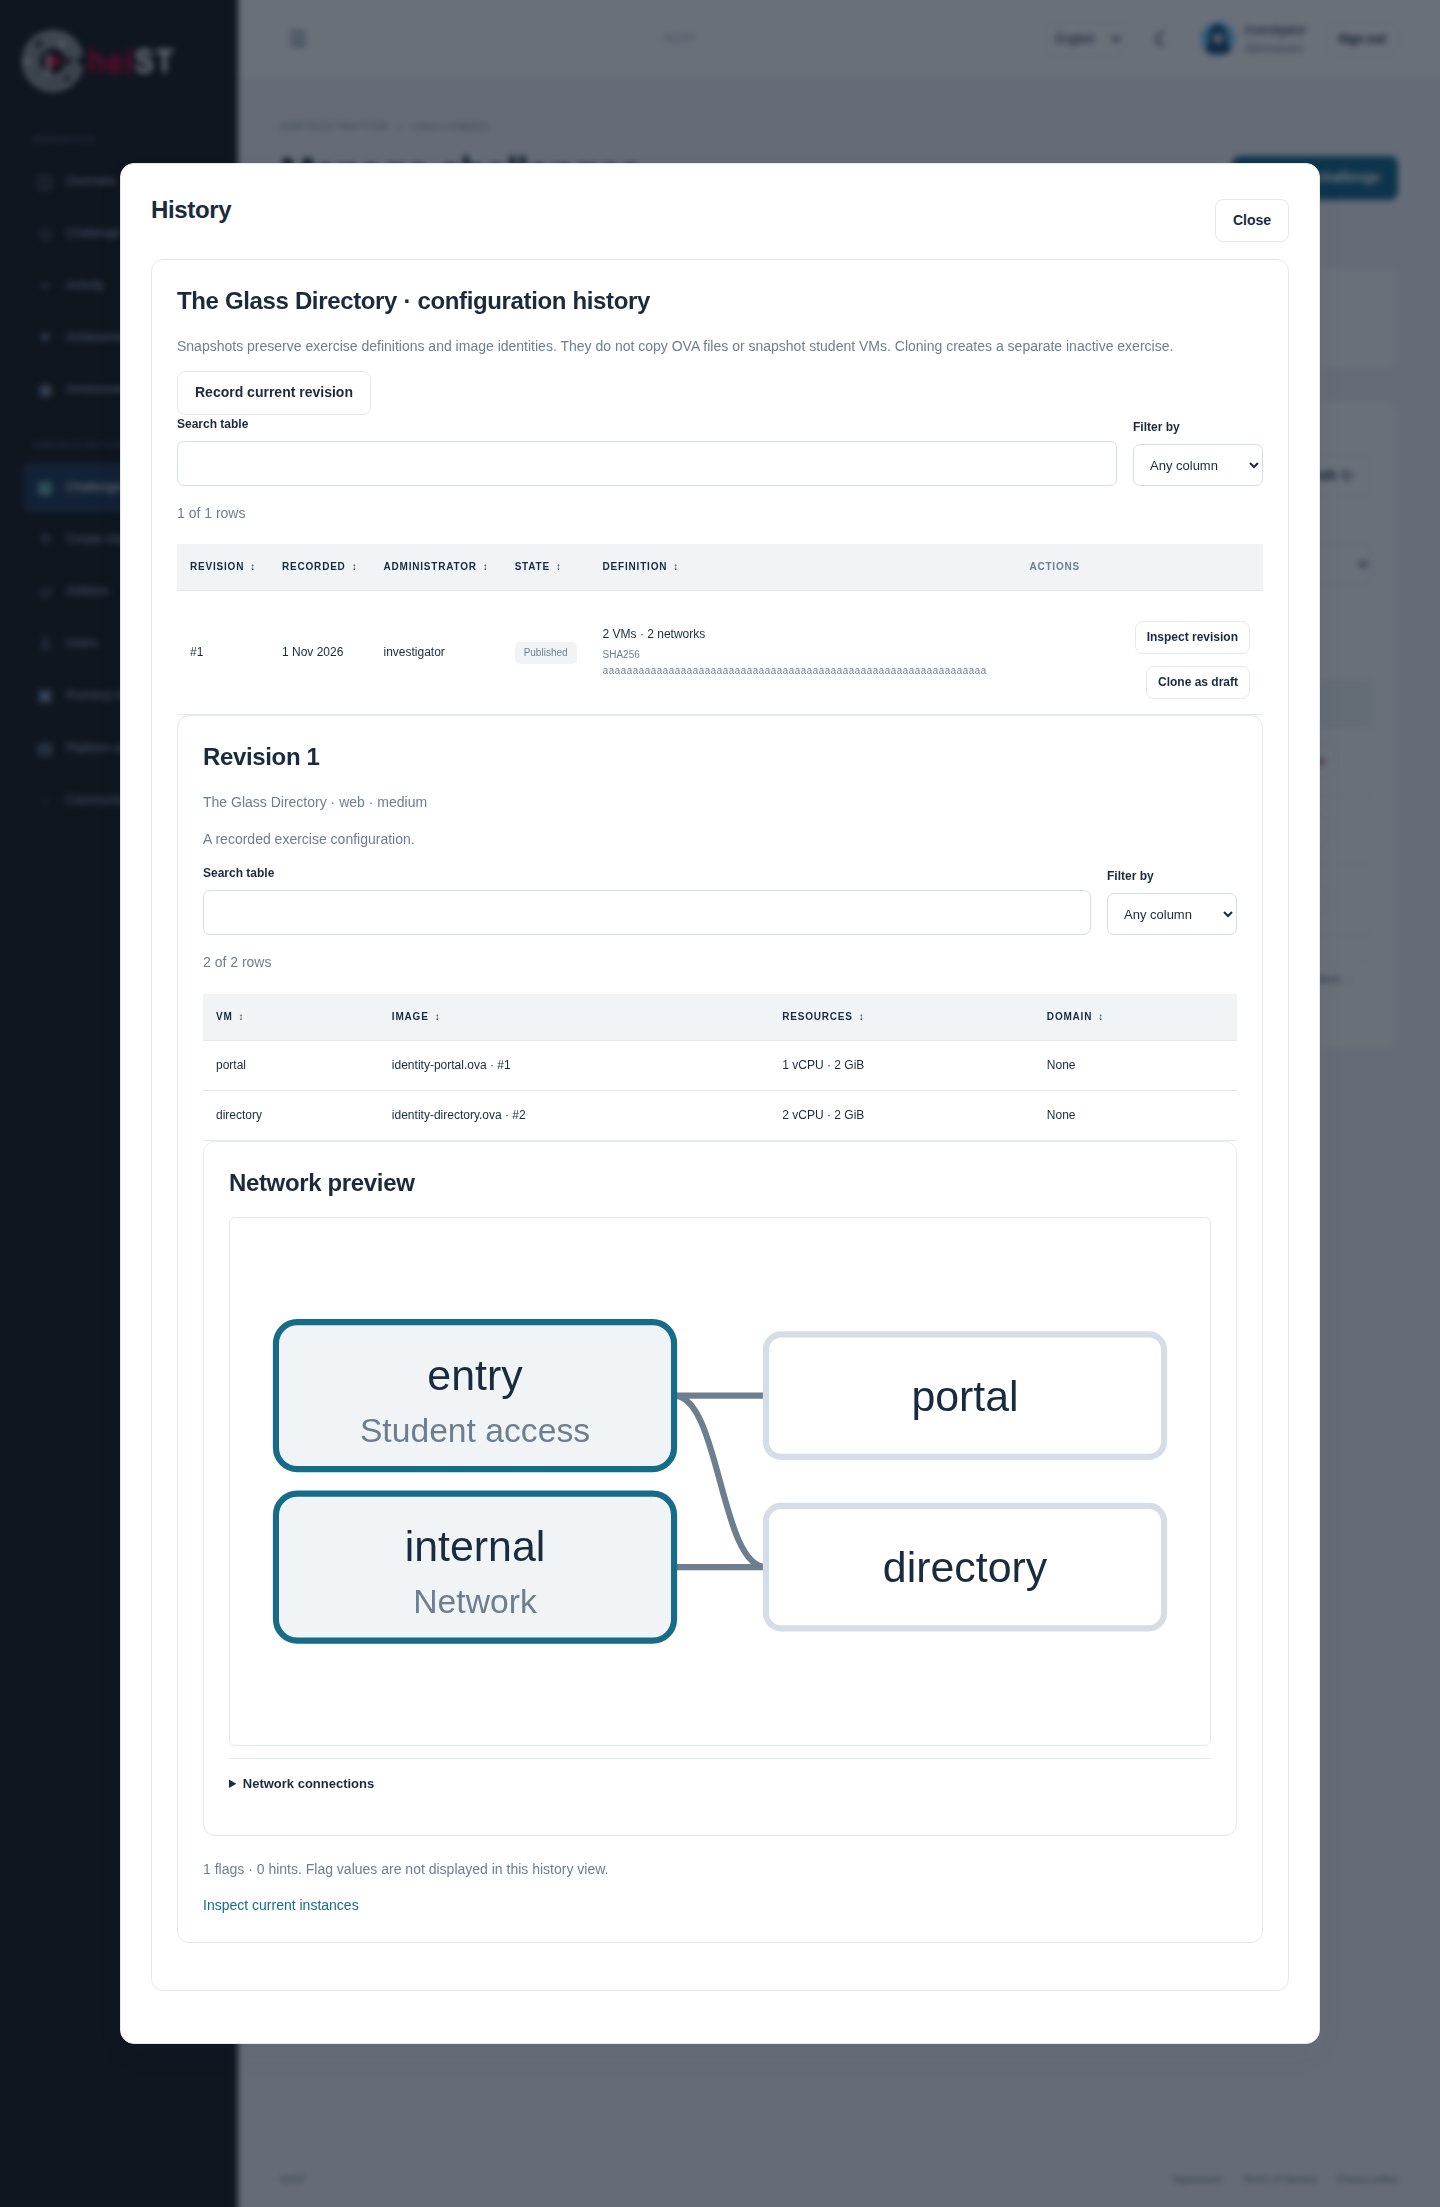 heiST
English
Sign out
Manage challenges
challenge
History
Close
The Glass Directory · configuration history
Snapshots preserve exercise definitions and image identities. They do not copy OVA files or snapshot student VMs. Cloning creates a separate inactive exercise.
Record current revision
Search table
Filter by
Any column
1 of 1 rows
REVISION ↕ RECORDED ↕ ADMINISTRATOR ↕ STATE ↕ DEFINITION ↕ ACTIONS
#1 1 Nov 2026 investigator Published 2 VMs · 2 networks
SHA256
aaaaaaaaaaaaaaaaaaaaaaaaaaaaaaaaaaaaaaaaaaaaaaaaaaaaaaaaaaaaaaaa
Inspect revision
Clone as draft
Revision 1
The Glass Directory · web · medium
A recorded exercise configuration.
Search table
Filter by
Any column
2 of 2 rows
VM ↕ IMAGE ↕ RESOURCES ↕ DOMAIN ↕
portal identity-portal.ova · #1 1 vCPU · 2 GiB None
directory identity-directory.ova · #2 2 vCPU · 2 GiB None
Network preview
entry
Student access
portal
internal
Network
directory
Network connections
1 flags · 0 hints. Flag values are not displayed in this history view.
Inspect current instances